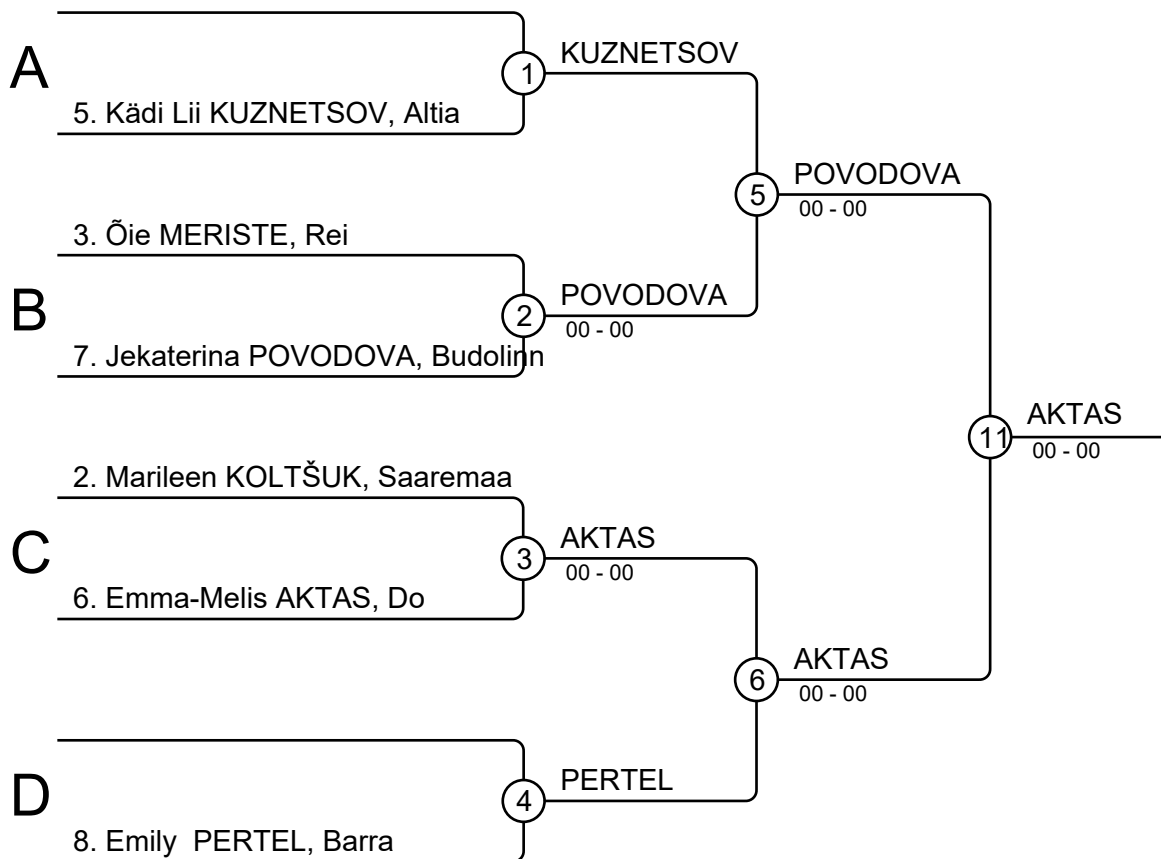 A
1
KUZNETSOV
5. Kädi Lii KUZNETSOV, Altia
5
POVODOVA
00 - 00
3. Õie MERISTE, Rei
B
2
POVODOVA
00 - 00
7. Jekaterina POVODOVA, Budolinn
11
AKTAS
00 - 00
2. Marileen KOLTŠUK, Saaremaa
C
3
AKTAS
00 - 00
6. Emma-Melis AKTAS, Do
6
AKTAS
00 - 00
D
4
PERTEL
8. Emily  PERTEL, Barra